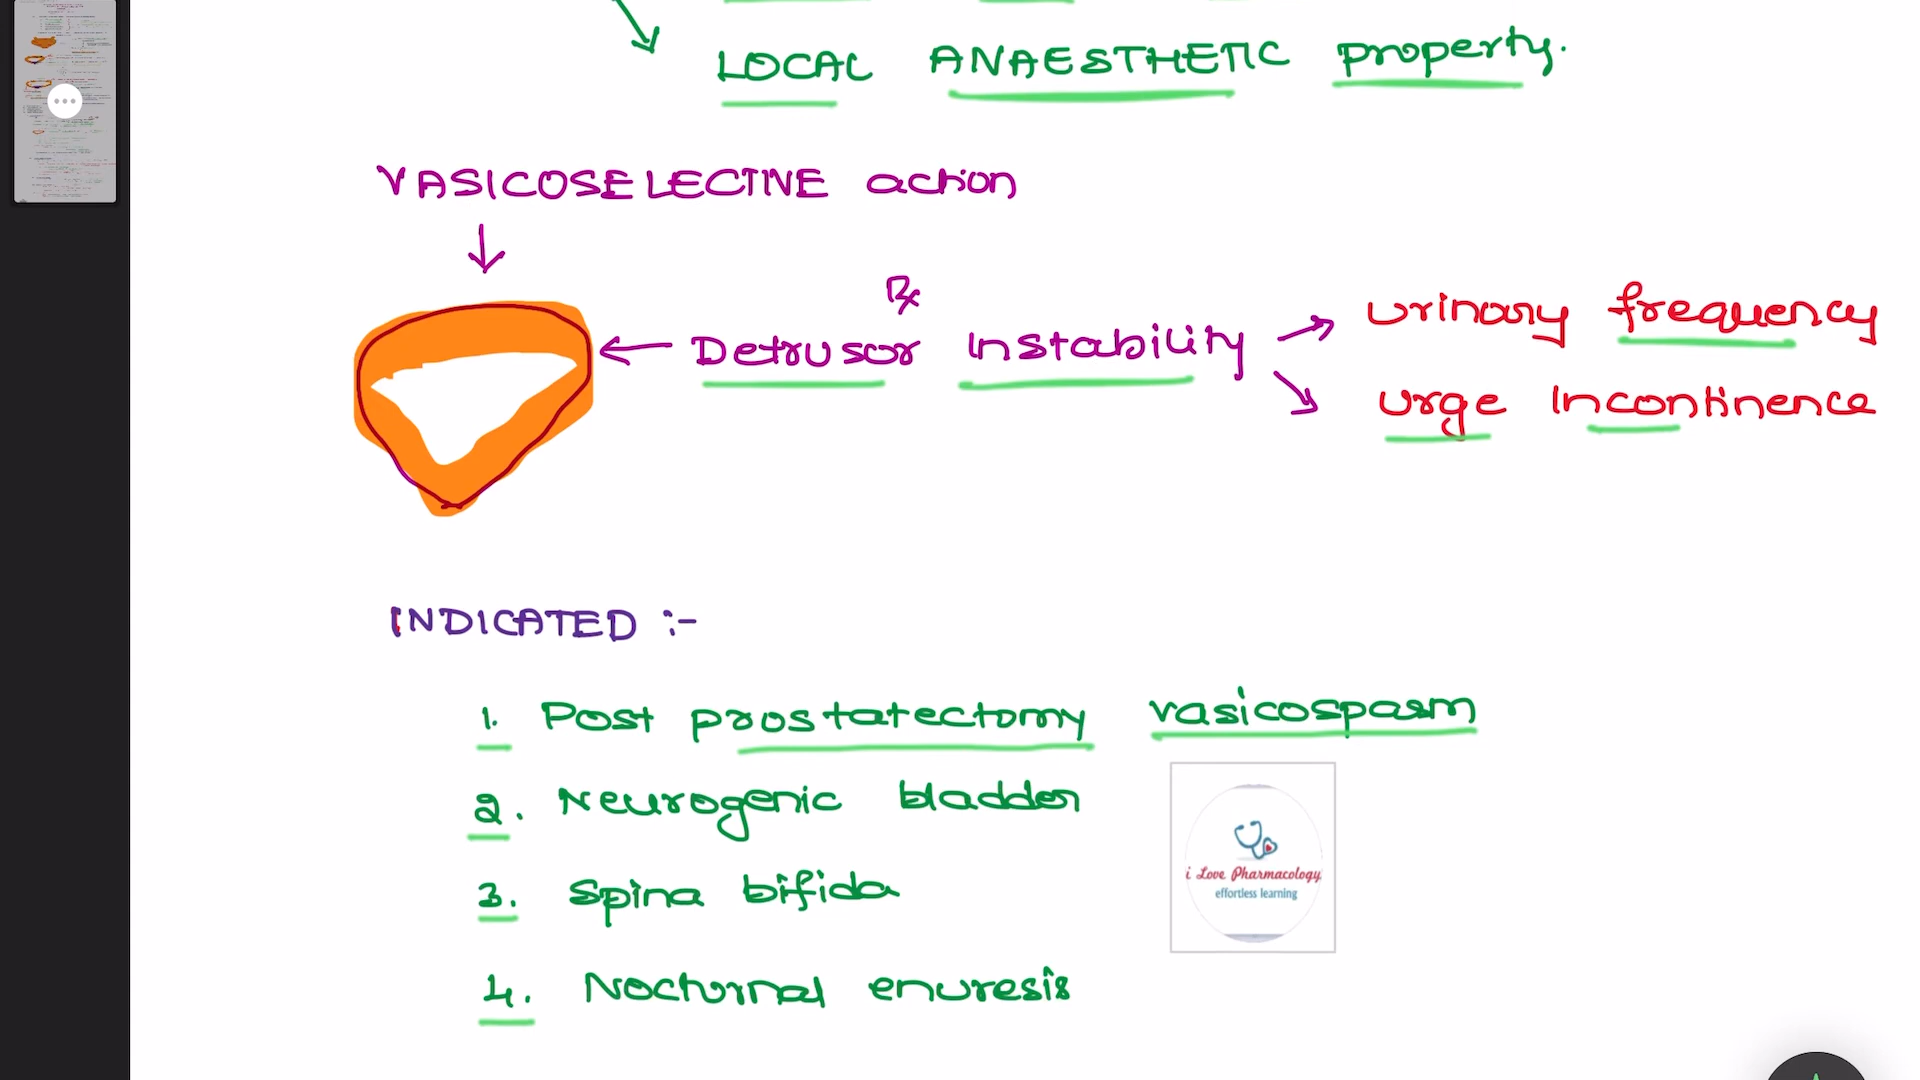 LOCAL ANAESTHETIC property.
VASICOSELECTIVE action
Rx
Detrusor Instability
Urinary frequency
Urge Incontinence
INDICATED :-
1. Post prostatectomy vasicospasm
2. Neurogenic bladder
3. Spina bifida
4. Nocturnal enuresis
i Love Pharmacology
effortless learning